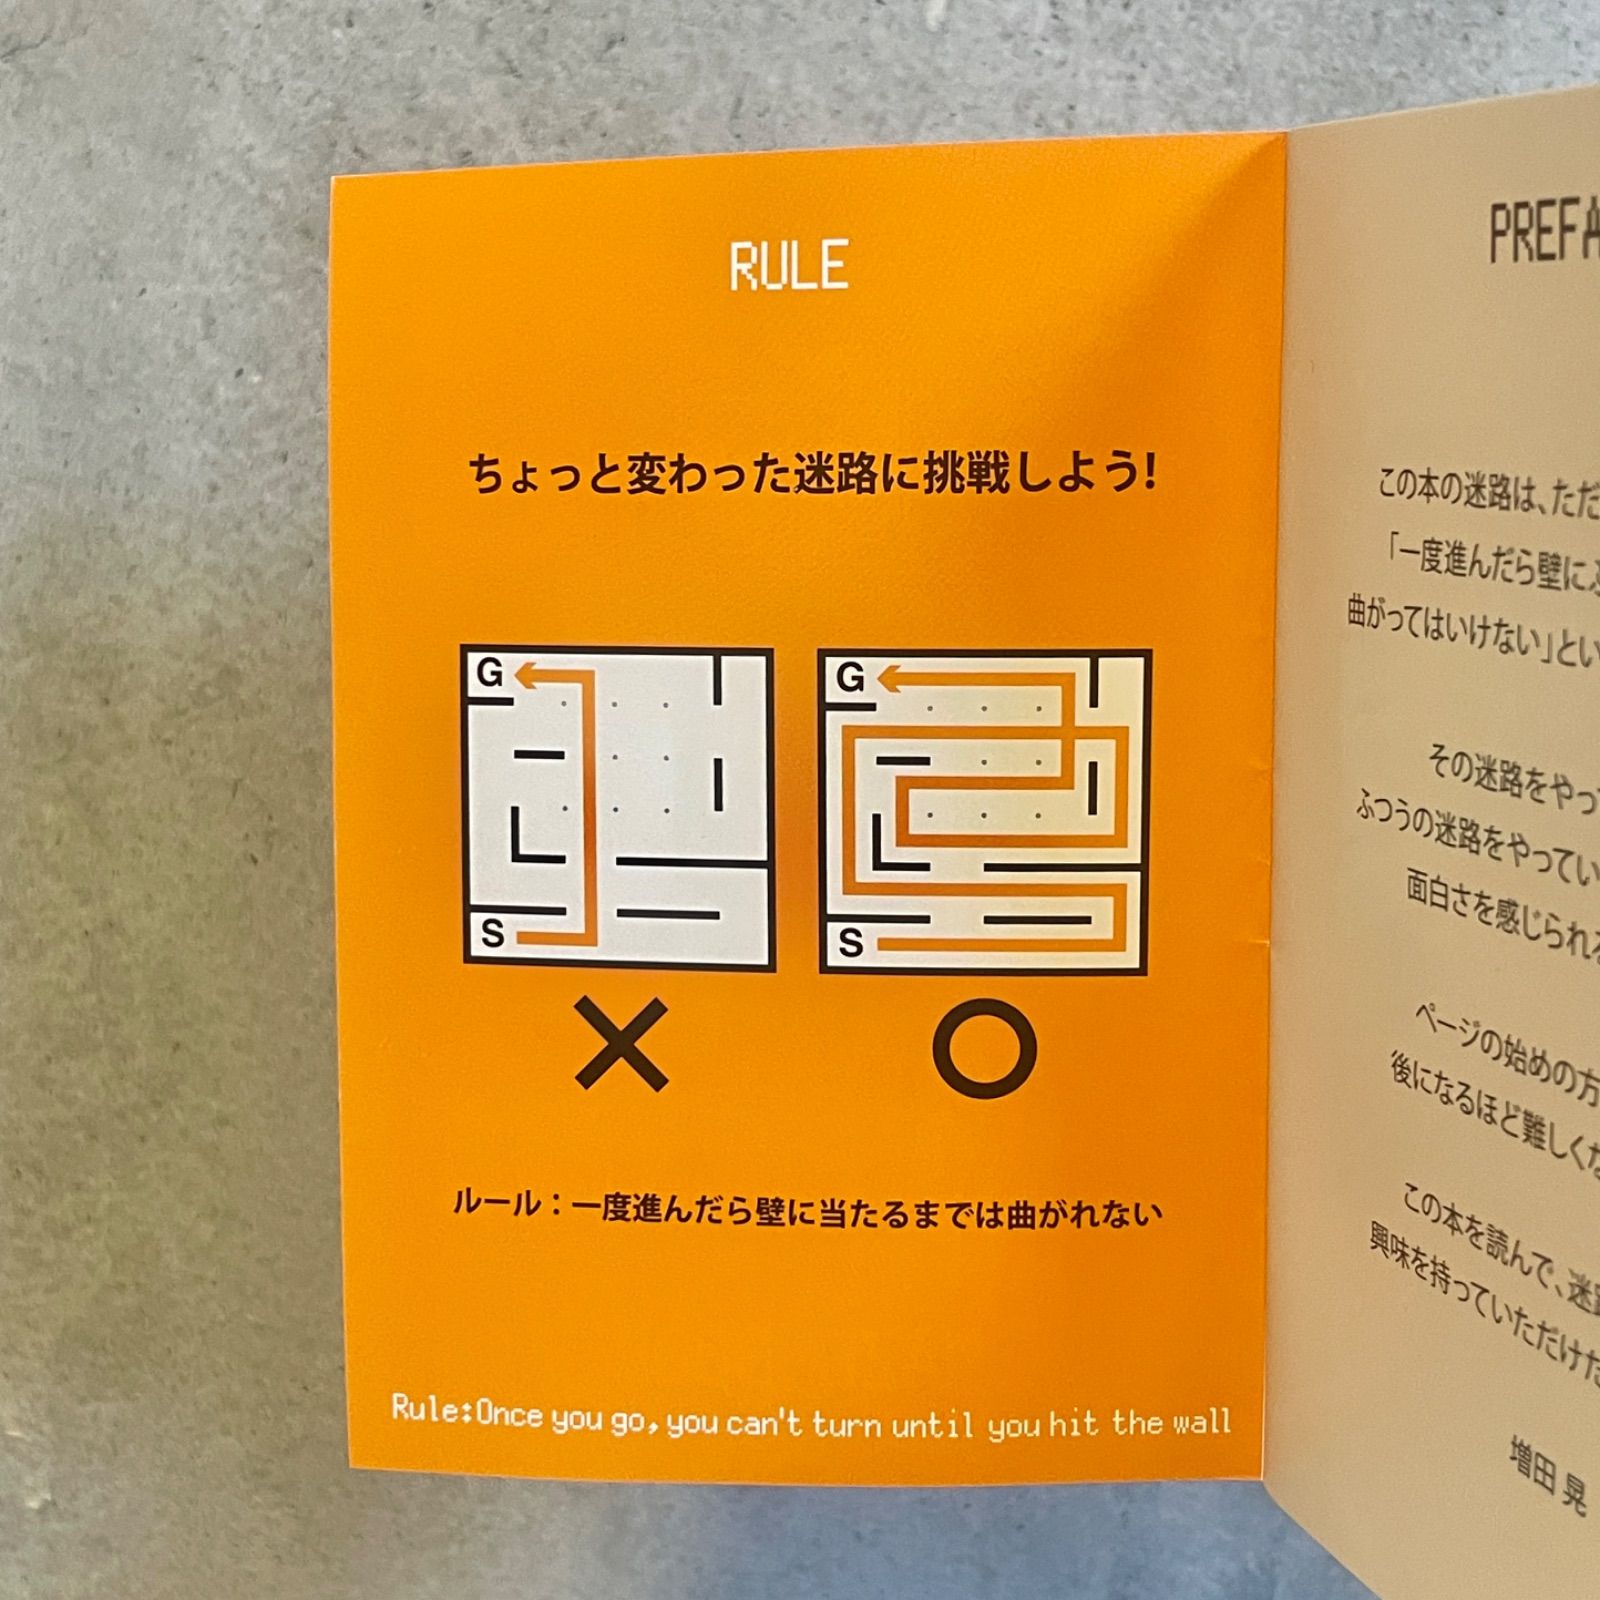 RULE
ちょっと変わった迷路に挑戦しよう!
G
S
G
S
ルール：一度進んだら壁に当たるまでは曲がれない
Rule:Once you go, you can't turn until you hit the wall
PREFA
この本の迷路は、ただ
「一度進んだら壁に
曲がってはいけない」とい
その迷路をやっ
ふつうの迷路をやってい
面白さを感じられ
ページの始めの方
後になるほど難しくな
この本を読んで、迷路
興味を持っていただけた
増田 晃